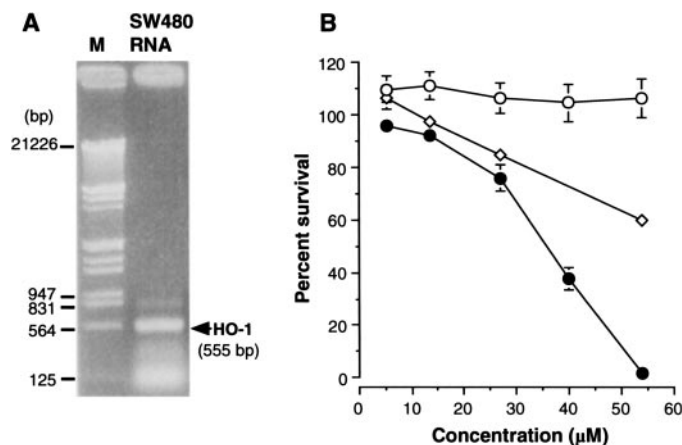 A
SW480
M RNA
(bp)
21226
947
831
564
125
HO-1
(555 bp)
B
Percent survival
120
100
80
60
40
20
0
0 10 20 30 40 50 60
Concentration (µM)